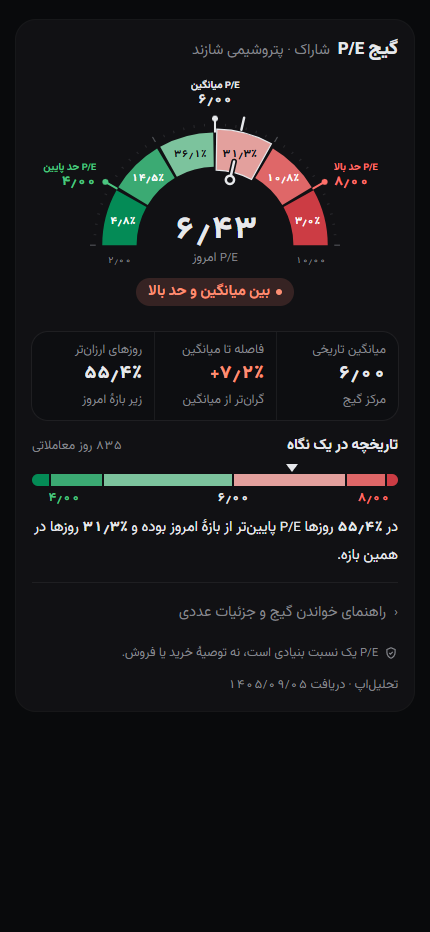 گیج P/E شاراک · پتروشیمی شازند
P/E میانگین
۶٫۰۰
P/E حد پایین
۴٫۰۰
P/E حد بالا
۸٫۰۰
۴٫۸٪
۱۴٫۵٪
۳۶٫۱٪
۳۱٫۳٪
۱۰٫۸٪
۳٫۰٪
۶٫۴۳
P/E امروز
۲٫۰۰
۱۰٫۰۰
بین میانگین و حد بالا
میانگین تاریخی
۶٫۰۰
مرکز گیج
فاصله تا میانگین
+۷٫۲٪
گران‌تر از میانگین
روزهای ارزان‌تر
۵۵٫۴٪
زیر بازهٔ امروز
تاریخچه در یک نگاه
۸۳۵ روز معاملاتی
۴٫۰۰
۶٫۰۰
۸٫۰۰
در ۵۵٫۴٪ روزها P/E پایین‌تر از بازهٔ امروز بوده و ۳۱٫۳٪ روزها در
همین بازه.
راهنمای خواندن گیج و جزئیات عددی
P/E یک نسبت بنیادی است، نه توصیهٔ خرید یا فروش.
تحلیل‌اپ · دریافت ۱۴۰۵/۰۹/۰۵